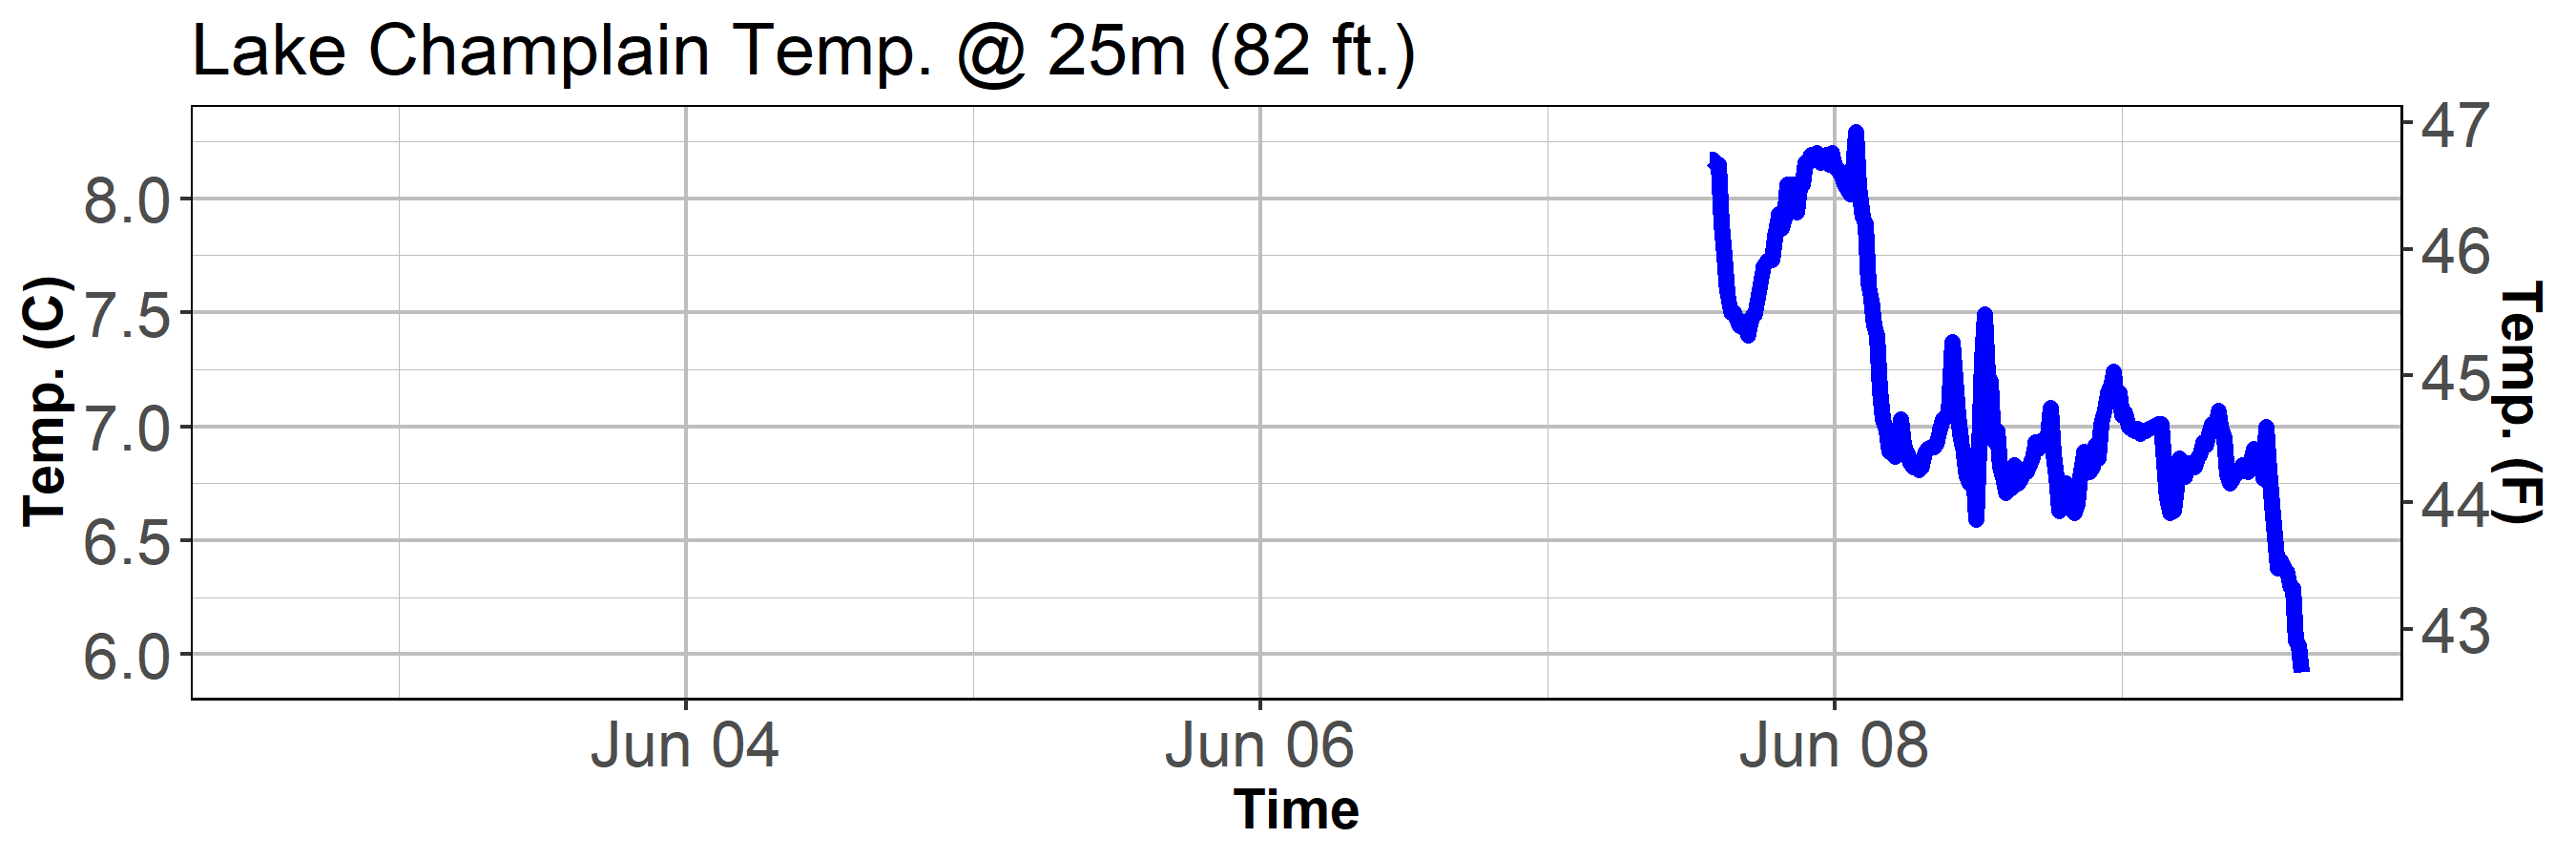 Lake Champlain Temp. @ 25m (82 ft.)
Temp. (C)
8.0
7.5
7.0
6.5
6.0
47
46
45
44
43
Temp. (F)
Jun 04
Jun 06
Jun 08
Time